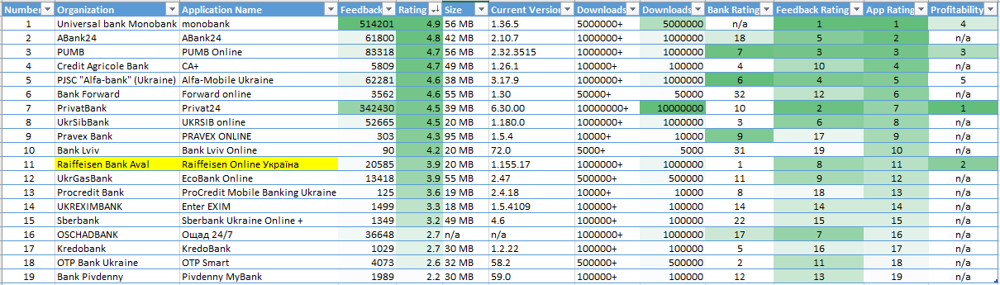 Number Organization Application Name Feedback Rating Size Current Version Downloads Downloads Bank Rating Feedback Rating App Rating Profitability
1 Universal bank Monobank monobank 514201 4.9 56 MB 1.36.5 5000000+ 5000000 n/a 1 1 4
2 ABank24 ABank24 61800 4.8 42 MB 2.10.7 1000000+ 1000000 18 5 2 n/a
3 PUMB PUMB Online 83318 4.7 56 MB 2.32.3515 1000000+ 1000000 7 3 3 3
4 Credit Agricole Bank CA+ 5809 4.7 49 MB 1.26.1 100000+ 100000 4 10 4 n/a
5 PJSC "Alfa-bank" (Ukraine) Alfa-Mobile Ukraine 62281 4.6 38 MB 3.17.9 1000000+ 1000000 6 4 5 5
6 Bank Forward Forward online 3562 4.6 55 MB 1.30 50000+ 50000 32 12 6 n/a
7 PrivatBank Privat24 342430 4.5 39 MB 6.30.00 10000000+ 10000000 10 2 7 1
8 UkrSibBank UKRSIB online 52665 4.5 20 MB 1.180.0 1000000+ 1000000 3 6 8 n/a
9 Pravex Bank PRAVEX ONLINE 303 4.3 95 MB 1.5.4 10000+ 10000 9 17 9 n/a
10 Bank Lviv Bank Lviv Online 90 4.2 20 MB 72.0 5000+ 5000 31 19 10 n/a
11 Raiffeisen Bank Aval Raiffeisen Online Україна 20585 3.9 20 MB 1.155.17 1000000+ 1000000 1 8 11 2
12 UkrGasBank EcoBank Online 13418 3.9 55 MB 2.47 500000+ 500000 11 9 12 n/a
13 Procredit Bank ProCredit Mobile Banking Ukraine 125 3.6 19 MB 2.4.18 10000+ 10000 8 18 13 n/a
14 UKREXIMBANK Enter EXIM 1499 3.3 18 MB 1.5.4109 100000+ 100000 14 14 14 n/a
15 Sberbank Sberbank Ukraine Online + 1349 3.2 49 MB 4.6 100000+ 100000 22 15 15 n/a
16 OSCHADBANK Ощад 24/7 36648 2.7 n/a n/a 1000000+ 1000000 17 7 16 n/a
17 Kredobank KredoBank 1029 2.7 30 MB 1.2.22 100000+ 100000 5 16 17 n/a
18 OTP Bank Ukraine OTP Smart 4073 2.6 32 MB 58.2 500000+ 500000 2 11 18 n/a
19 Bank Pivdenny Pivdenny MyBank 1989 2.2 30 MB 59.0 100000+ 100000 12 13 19 n/a